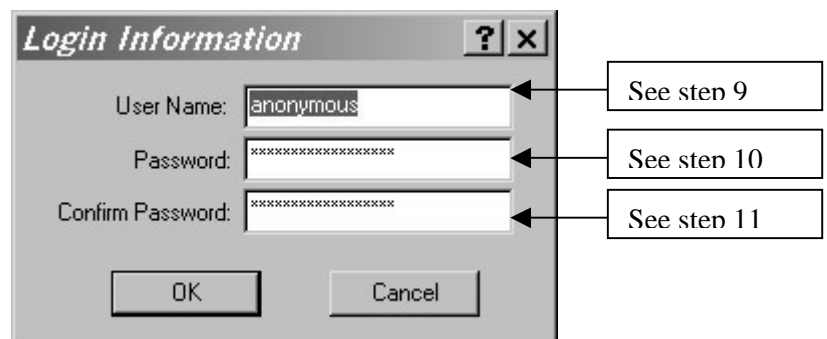 Login Information
? ×
User Name: anonymous
See step 9
Password: ******************
See step 10
Confirm Password: ******************
See step 11
OK
Cancel